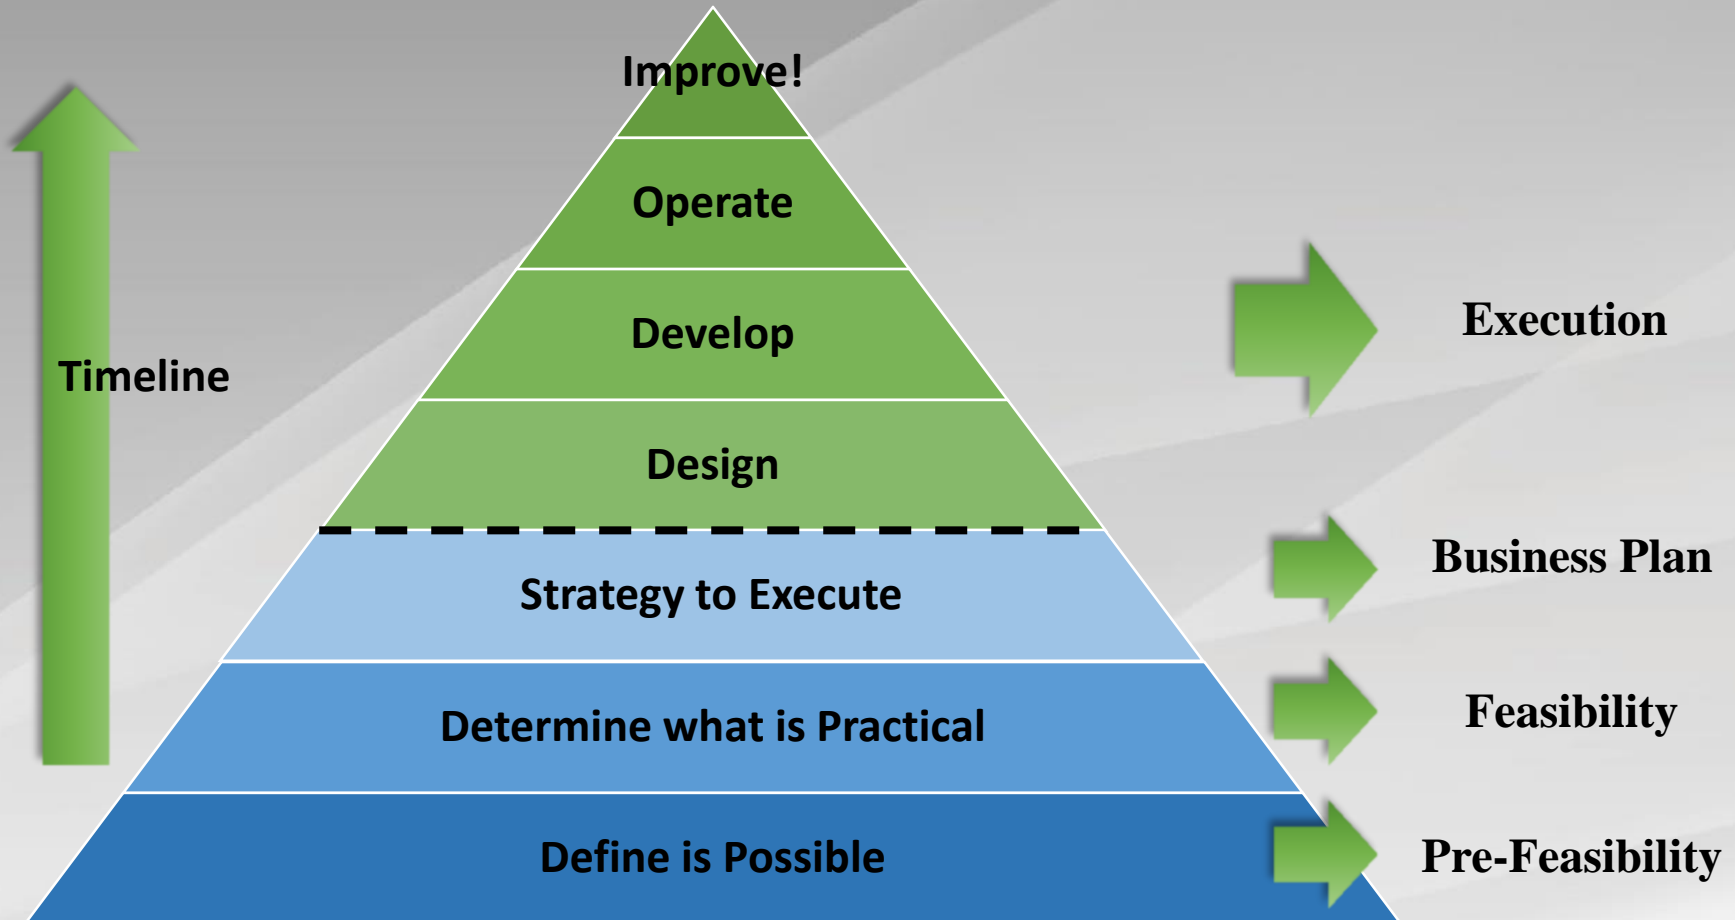 Improve!
Operate
Develop
Execution
Timeline
Design
Business Plan
Strategy to Execute
Feasibility
Determine what is Practical
Define is Possible
Pre-Feasibility